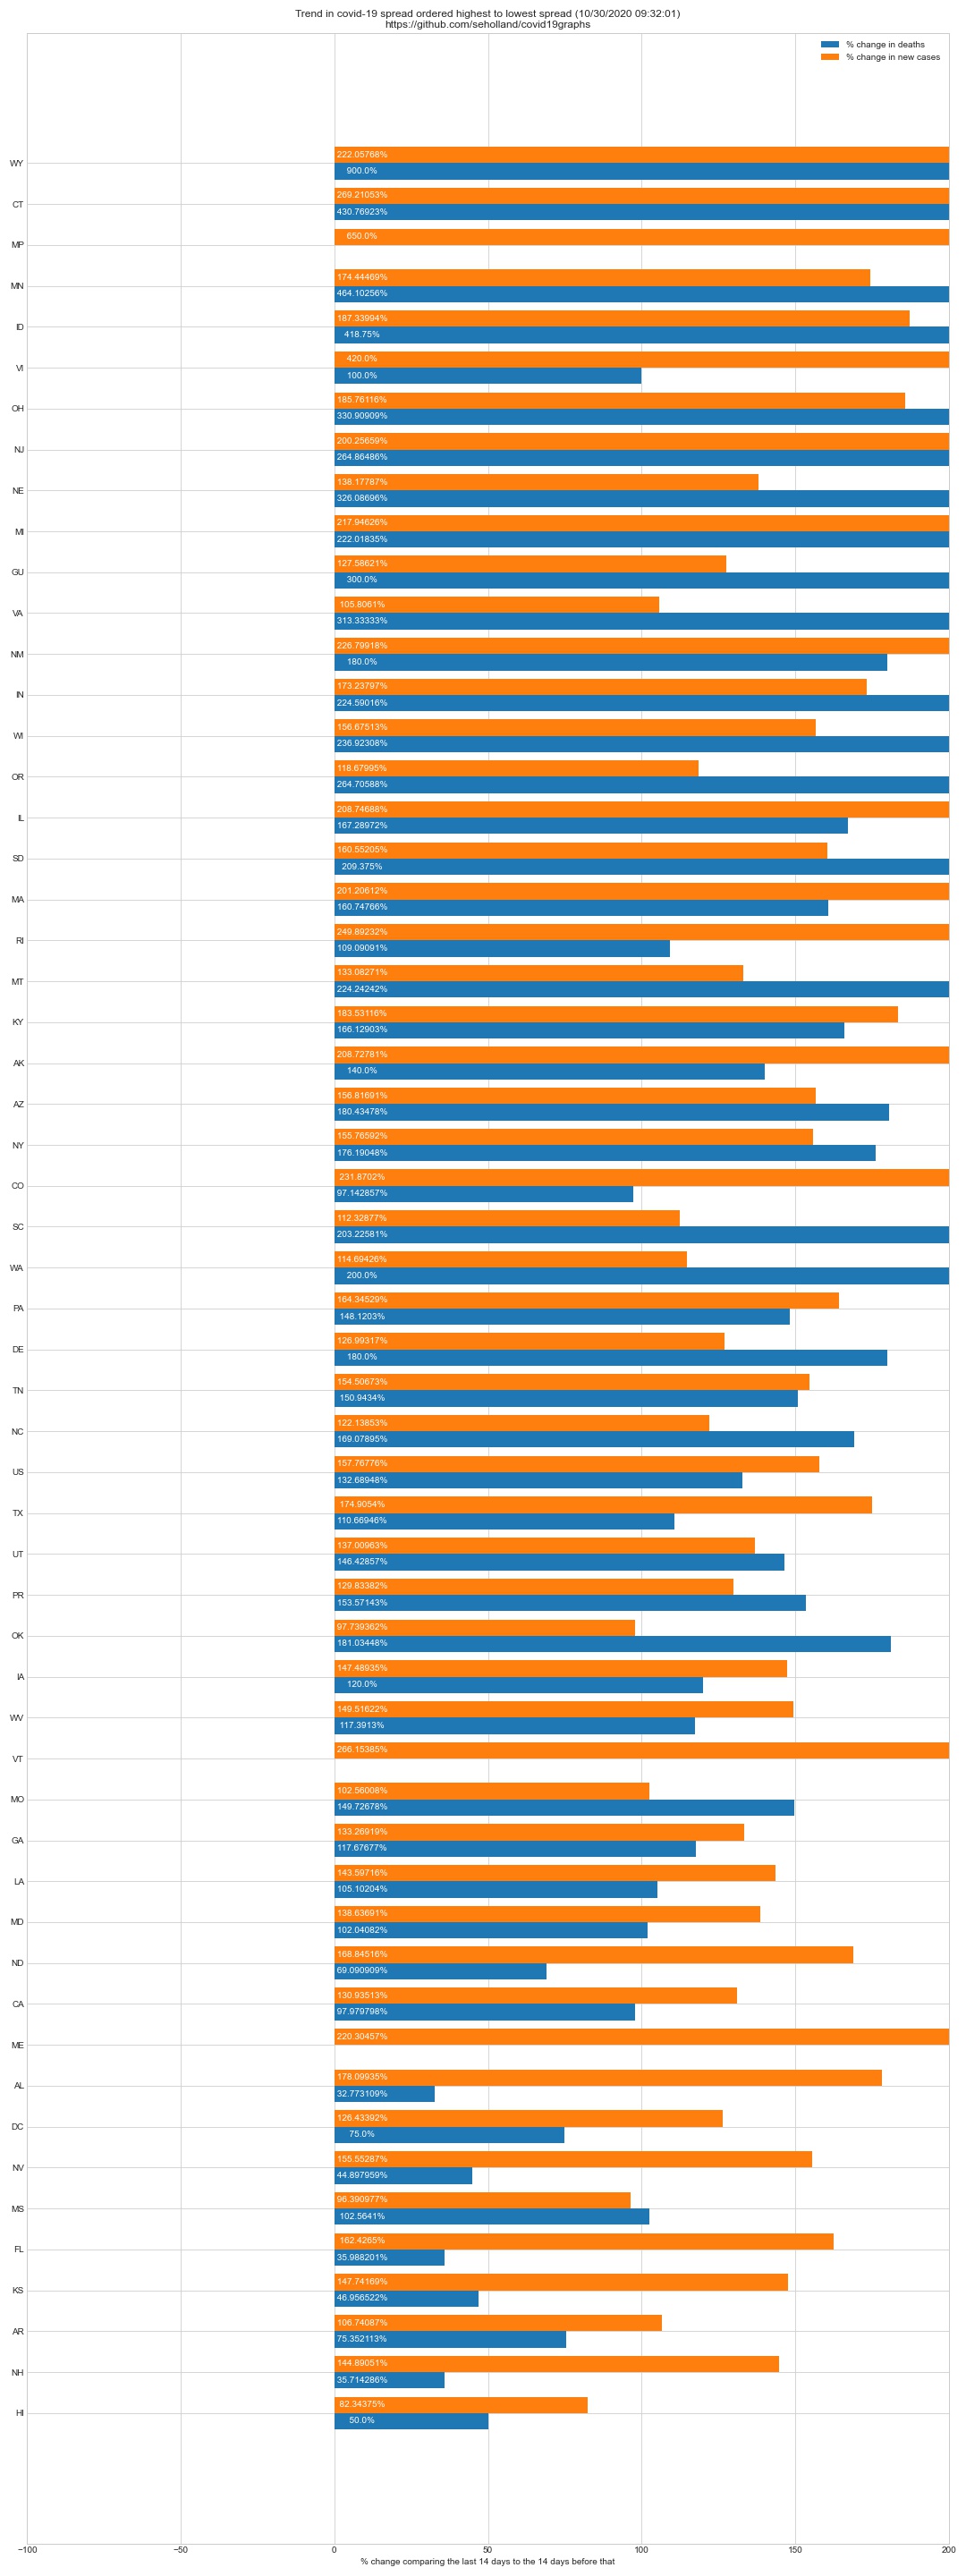 Trend in covid-19 spread ordered highest to lowest spread (10/30/2020 09:32:01)
https://github.com/seholland/covid19graphs
% change in deaths
% change in new cases
222.05768%
WY
900.0%
269.21053%
CT
430.76923%
650.0%
MP
174.44469%
MN
464.10256%
187.33994%
ID
418.75%
420.0%
VI
100.0%
185.76116%
OH
330.90909%
200.25659%
NJ
264.86486%
138.17787%
NE
326.08696%
217.94626%
MI
222.01835%
127.58621%
GU
300.0%
105.8061%
VA
313.33333%
226.79918%
NM
180.0%
173.23797%
IN
224.59016%
156.67513%
WI
236.92308%
118.67995%
OR
264.70588%
208.74688%
IL
167.28972%
160.55205%
SD
209.375%
201.20612%
MA
160.74766%
249.89232%
RI
109.09091%
133.08271%
MT
224.24242%
183.53116%
KY
166.12903%
208.72781%
AK
140.0%
156.81691%
AZ
180.43478%
155.76592%
NY
176.19048%
231.8702%
CO
97.142857%
112.32877%
SC
203.22581%
114.69426%
WA
200.0%
164.34529%
PA
148.1203%
126.99317%
DE
180.0%
154.50673%
TN
150.9434%
122.13853%
NC
169.07895%
157.76776%
US
132.68948%
174.9054%
TX
110.66946%
137.00963%
UT
146.42857%
129.83382%
PR
153.57143%
97.739362%
OK
181.03448%
147.48935%
IA
120.0%
149.51622%
WV
117.3913%
266.15385%
VT
102.56008%
MO
149.72678%
133.26919%
GA
117.67677%
143.59716%
LA
105.10204%
138.63691%
MD
102.04082%
168.84516%
ND
69.090909%
130.93513%
CA
97.979798%
220.30457%
ME
178.09935%
AL
32.773109%
126.43392%
DC
75.0%
155.55287%
NV
44.897959%
96.390977%
MS
102.5641%
162.4265%
FL
35.988201%
147.74169%
KS
46.956522%
106.74087%
AR
75.352113%
144.89051%
NH
35.714286%
82.34375%
HI
50.0%
−100 −50 0 50 100 150 200
% change comparing the last 14 days to the 14 days before that